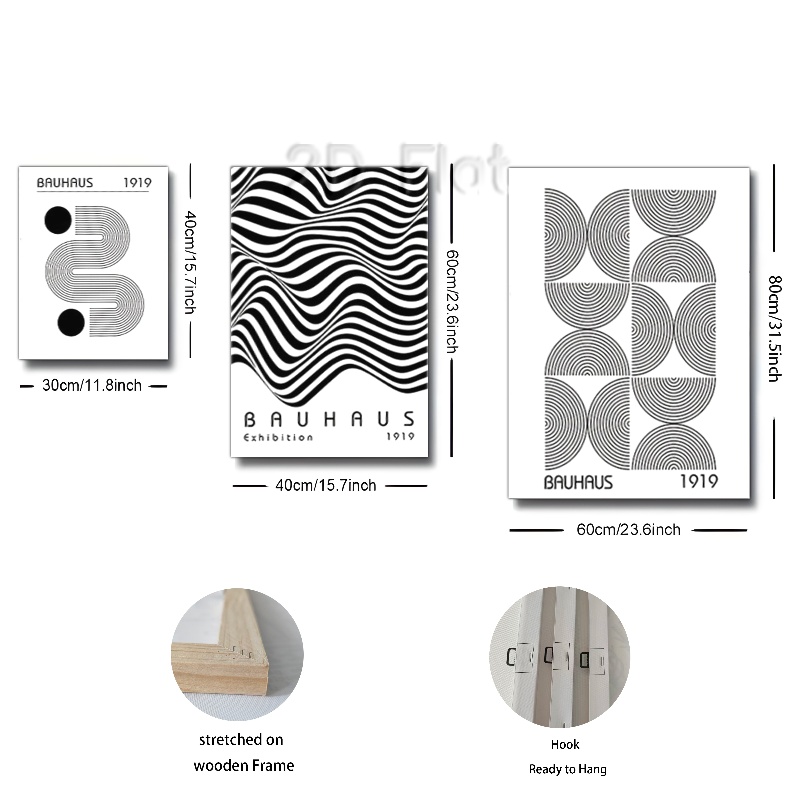 2D Flat
BAUHAUS 1919
40cm/15.7inch
30cm/11.8inch
BAUHAUS
Exhibition 1919
60cm/23.6inch
40cm/15.7inch
BAUHAUS 1919
80cm/31.5inch
60cm/23.6inch
stretched on
wooden Frame
Hook
Ready to Hang